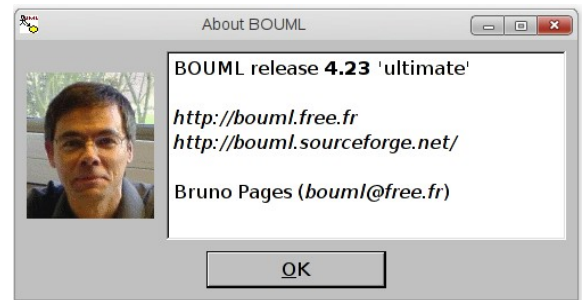 About BOUML
BOUML release 4.23 'ultimate'
http://bouml.free.fr
http://bouml.sourceforge.net/
Bruno Pages (bouml@free.fr)
OK